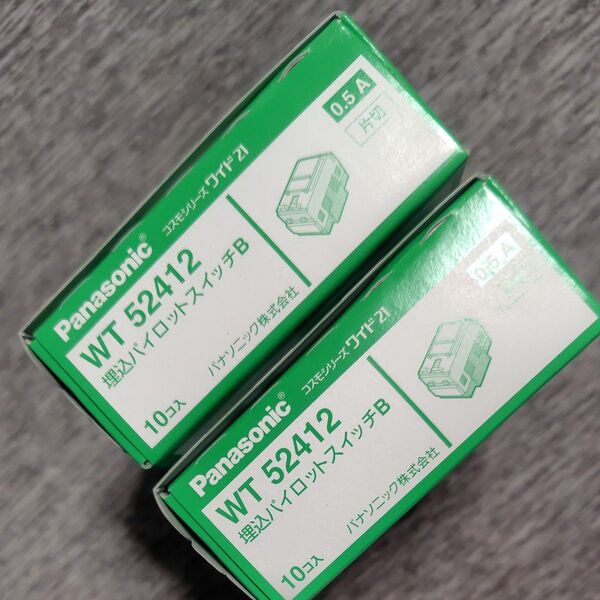 Panasonic®
コスモシリーズ ワイド21
0.5 A
片切
WT 52412
埋込パイロットスイッチB
10コ入
パナソニック株式会社
Panasonic®
コスモシリーズ ワイド21
0.5 A
WT 52412
埋込パイロットスイッチB
10コ入
パナソニック株式会社